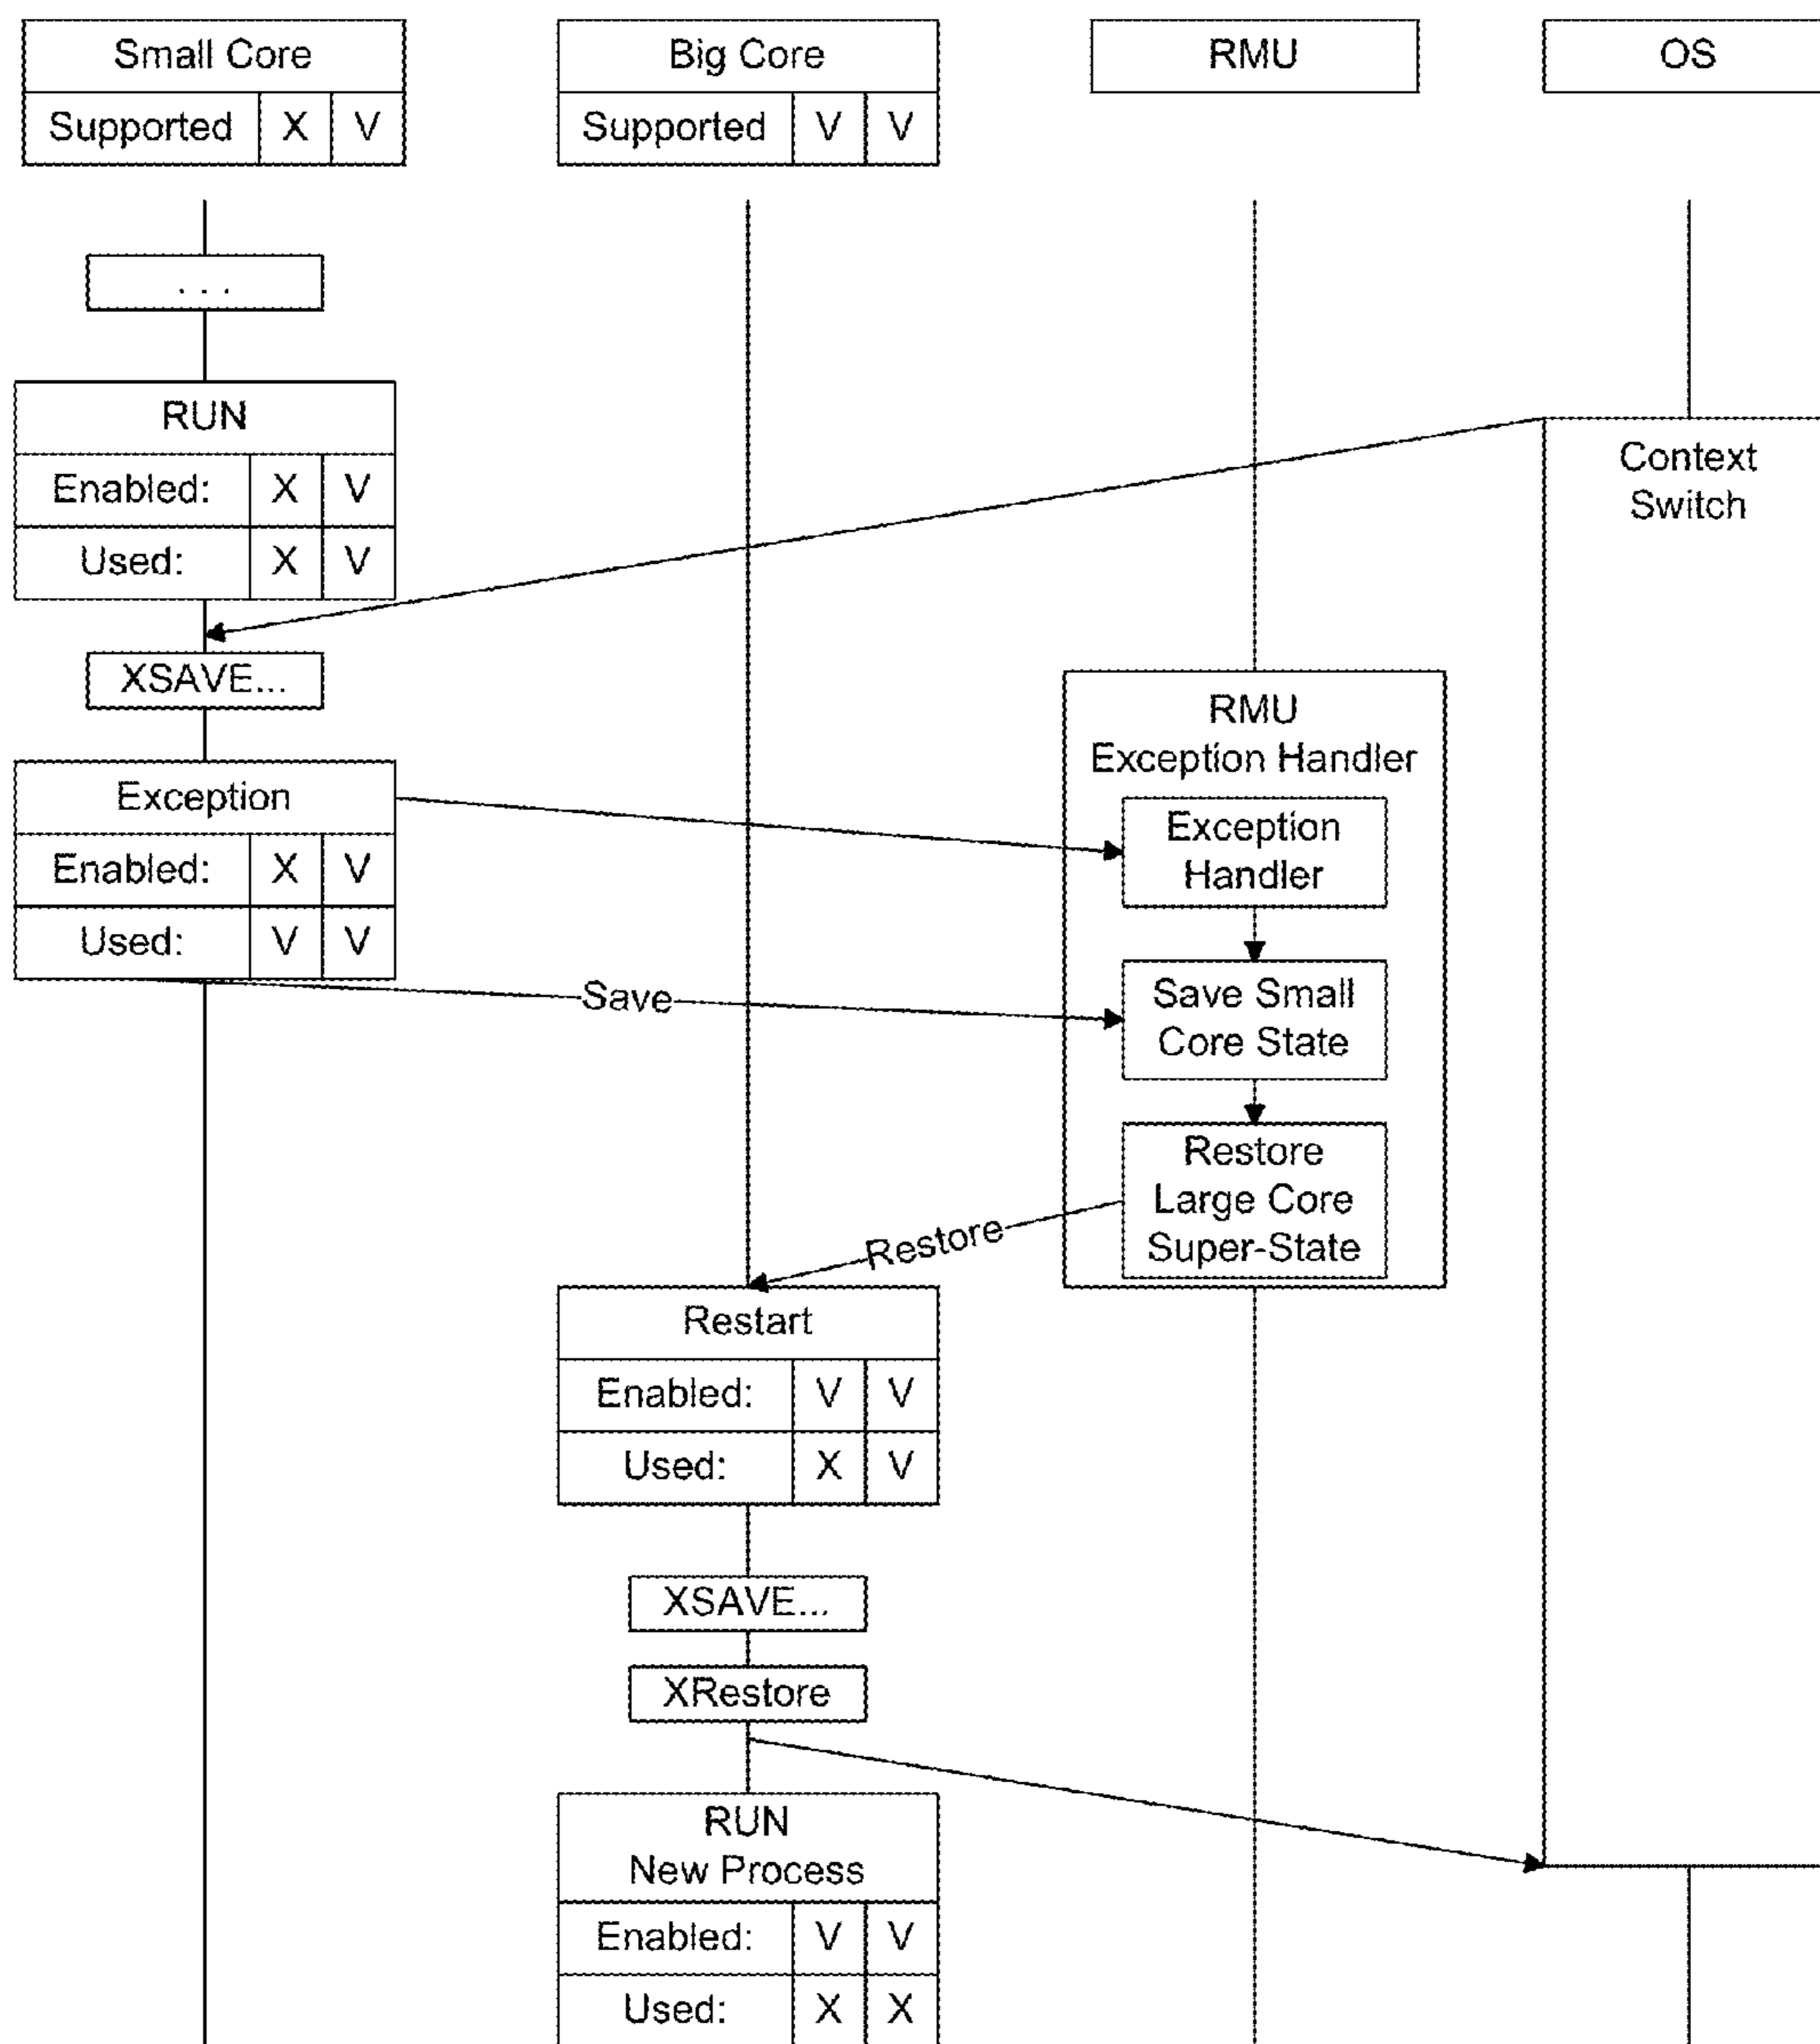 Small Core
Supported X V
Big Core
Supported V V
RMU
OS
. . .
RUN
Enabled: X V
Used: X V
Context
Switch
XSAVE...
Exception
Enabled: X V
Used: V V
RMU
Exception Handler
Exception
Handler
Save
Save Small
Core State
Restore
Large Core
Super-State
Restore
Restart
Enabled: V V
Used: X V
XSAVE...
XRestore
RUN
New Process
Enabled: V V
Used: X X